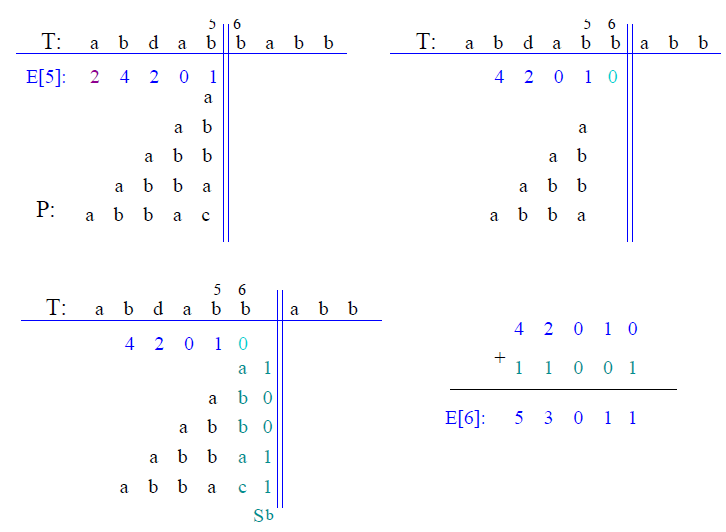 5 6
T: a b d a b b a b b
E[5]: 2 4 2 0 1
a
a b
a b b
a b b a
P: a b b a c
5 6
T: a b d a b b a b b
4 2 0 1 0
a
a b
a b b
a b b a
5 6
T: a b d a b b a b b
4 2 0 1 0
a 1
a b 0
a b b 0
a b b a 1
a b b a c 1
Sb
4 2 0 1 0
+ 1 1 0 0 1
E[6]: 5 3 0 1 1